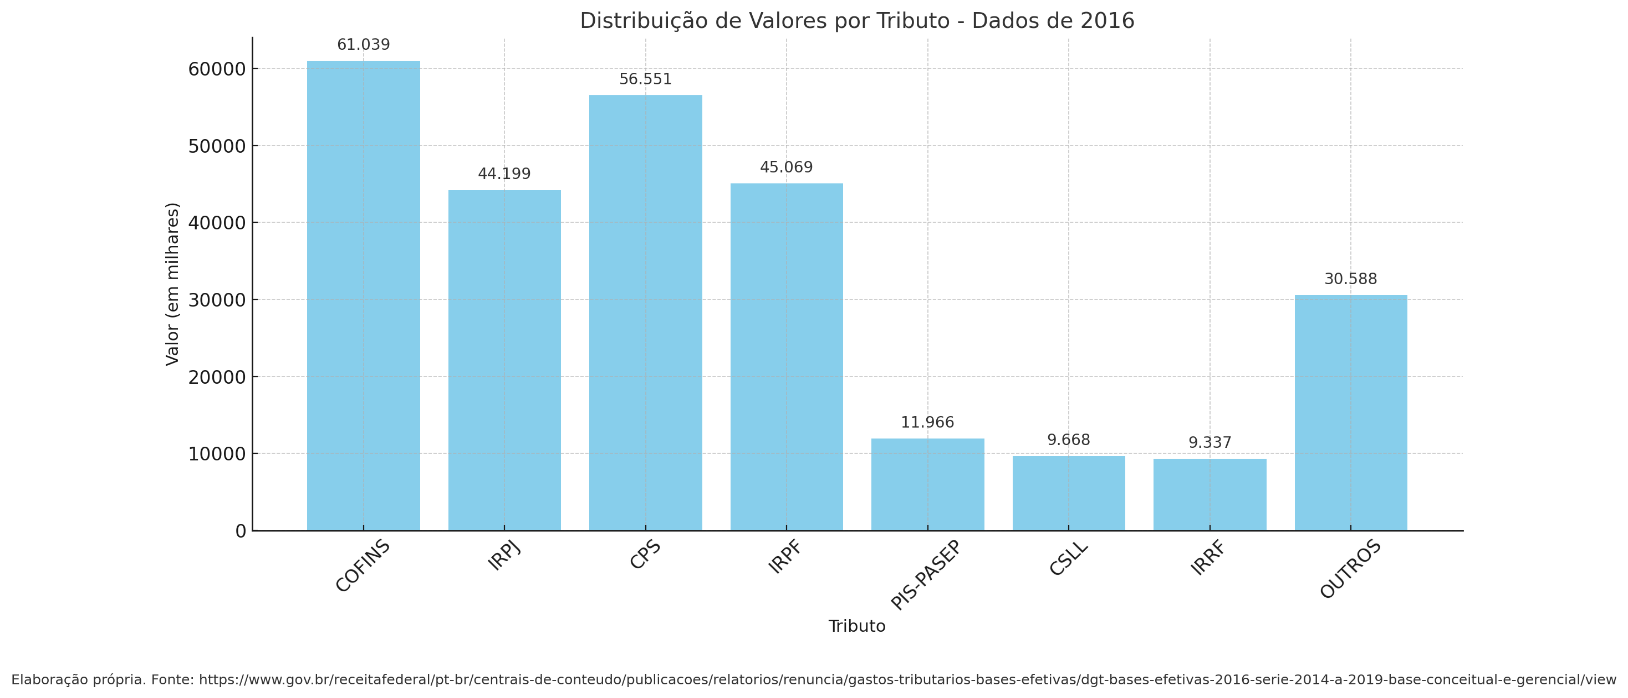 Distribuição de Valores por Tributo - Dados de 2016
61.039
60000
56.551
50000
44.199
45.069
40000
30.588
30000
20000
11.966
9.668
9.337
10000
0
Valor (em milhares)
COFINS
IRPJ
CPS
IRPF
PIS-PASEP
CSLL
IRRF
OUTROS
Tributo
Elaboração própria. Fonte: https://www.gov.br/receitafederal/pt-br/centrais-de-conteudo/publicacoes/relatorios/renuncia/gastos-tributarios-bases-efetivas/dgt-bases-efetivas-2016-serie-2014-a-2019-base-conceitual-e-gerencial/view